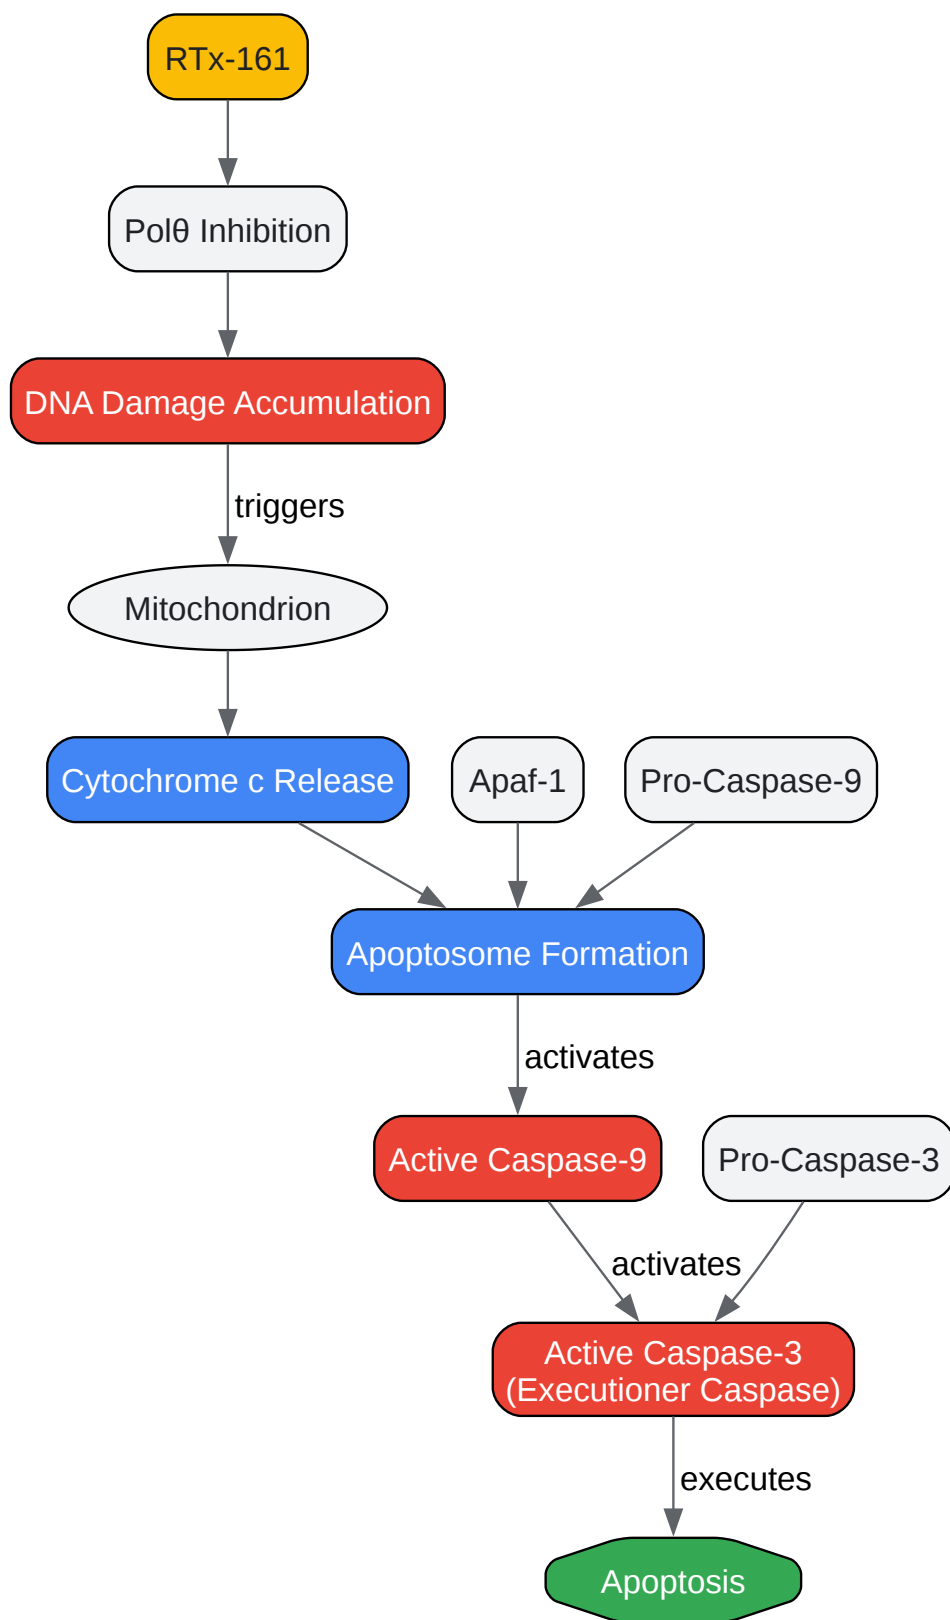 RTx-161
Polθ Inhibition
DNA Damage Accumulation
triggers
Mitochondrion
Cytochrome c Release
Apaf-1
Pro-Caspase-9
Apoptosome Formation
activates
Active Caspase-9
Pro-Caspase-3
activates
Active Caspase-3
(Executioner Caspase)
executes
Apoptosis